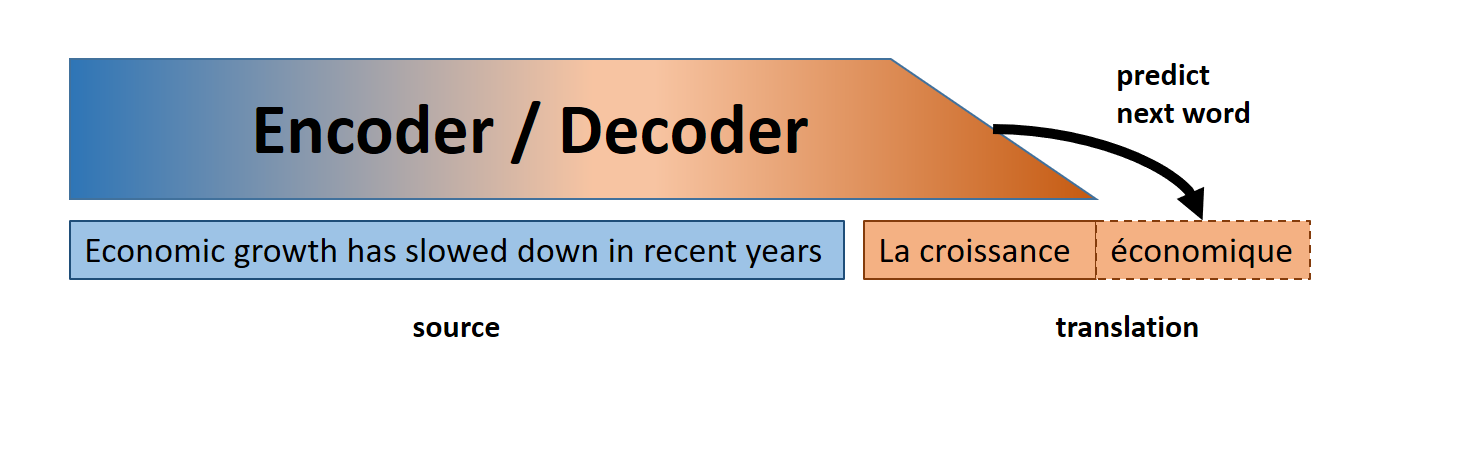 Encoder / Decoder
predict
next word
Economic growth has slowed down in recent years
La croissance
économique
source
translation